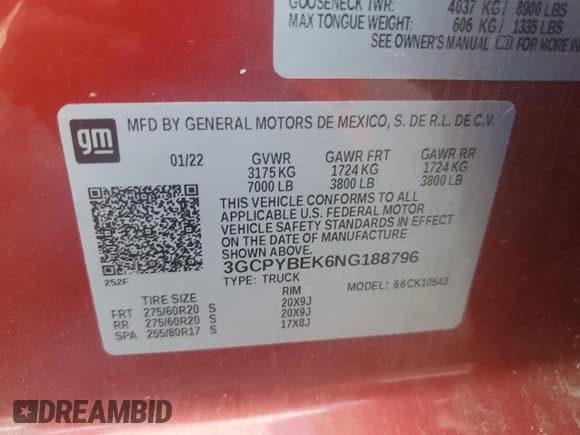 GOOSENECK TWR: 4037 KG/ 8900 LBS
MAX TONGUE WEIGHT: 606 KG/ 1335 LBS
SEE OWNER'S MANUAL FOR MORE IN
gm
MFD BY GENERAL MOTORS DE MEXICO, S. DE R.L. DE C.V.
01/22 GVWR GAWR FRT GAWR RR
3175 KG 1724 KG 1724 KG
7000 LB 3800 LB 3800 LB
THIS VEHICLE CONFORMS TO ALL
APPLICABLE U.S. FEDERAL MOTOR
VEHICLE SAFETY STANDARDS IN EFFECT
ON THE DATE OF MANUFACTURE SHOWN ABOVE.
3GCPYBEK6NG188796
252F
TYPE: TRUCK MODEL: 66CK10543
TIRE SIZE RIM
FRT 275/60R20 S 20X9J
RR 275/60R20 S 20X9J
SPA 255/80R17 S 17X8J
DREAMBID